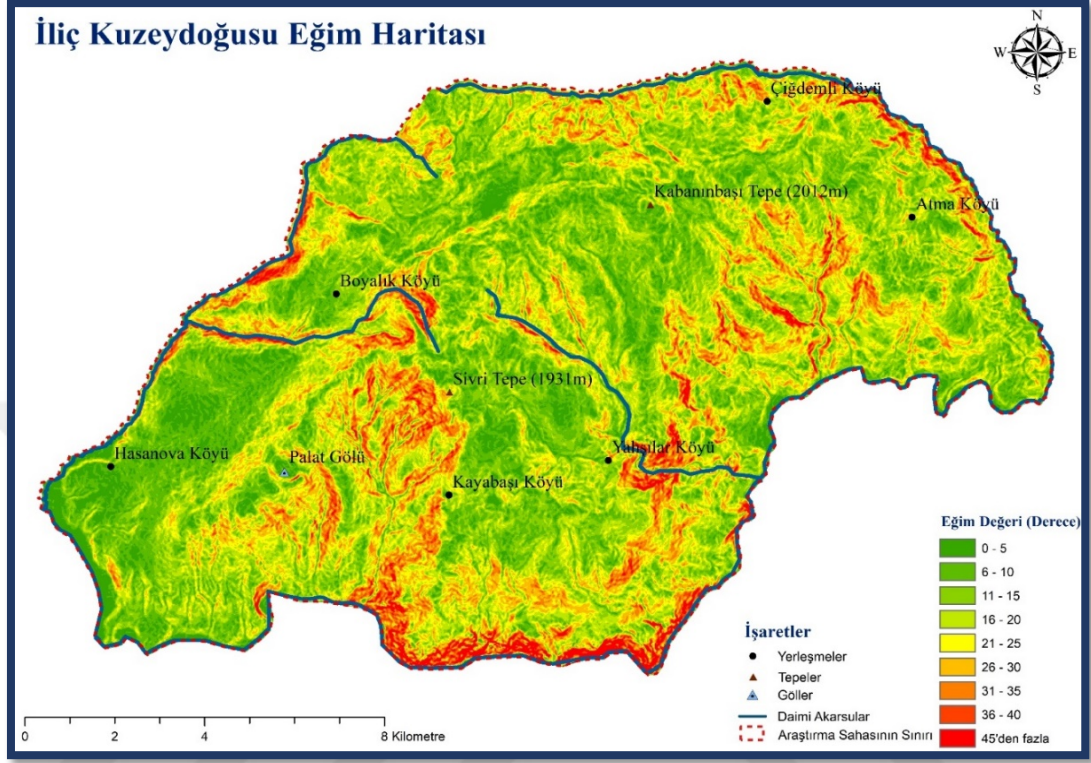 İliç Kuzeydoğusu Eğim Haritası
N
W
E
S
Çiğdemli Köyü
Kabanınbaşı Tepe (2012m)
Atma Köyü
Boyalık Köyü
Sivri Tepe (1931m)
Hasanova Köyü
Palat Gölü
Yahşılar Köyü
Kayabaşı Köyü
Eğim Değeri (Derece)
0 - 5
6 - 10
11 - 15
16 - 20
21 - 25
26 - 30
31 - 35
36 - 40
45'den fazla
İşaretler
Yerleşmeler
Tepeler
Göller
Daimi Akarsular
Araştırma Sahasının Sınırı
0 2 4 8 Kilometre